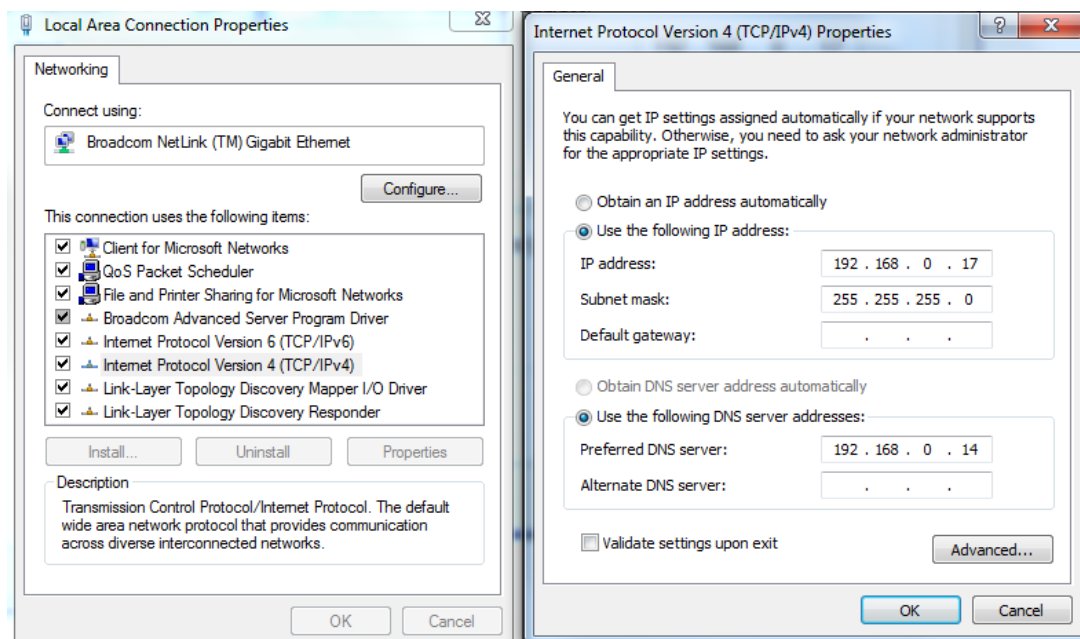 Local Area Connection Properties
Networking
Connect using:
Broadcom NetLink (TM) Gigabit Ethernet
Configure...
This connection uses the following items:
Client for Microsoft Networks
QoS Packet Scheduler
File and Printer Sharing for Microsoft Networks
Broadcom Advanced Server Program Driver
Internet Protocol Version 6 (TCP/IPv6)
Internet Protocol Version 4 (TCP/IPv4)
Link-Layer Topology Discovery Mapper I/O Driver
Link-Layer Topology Discovery Responder
Install...
Uninstall
Properties
Description
Transmission Control Protocol/Internet Protocol. The default
wide area network protocol that provides communication
across diverse interconnected networks.
OK
Cancel
Internet Protocol Version 4 (TCP/IPv4) Properties
General
You can get IP settings assigned automatically if your network supports
this capability. Otherwise, you need to ask your network administrator
for the appropriate IP settings.
Obtain an IP address automatically
Use the following IP address:
IP address: 192 . 168 . 0 . 17
Subnet mask: 255 . 255 . 255 . 0
Default gateway: . . .
Obtain DNS server address automatically
Use the following DNS server addresses:
Preferred DNS server: 192 . 168 . 0 . 14
Alternate DNS server: . . .
Validate settings upon exit
Advanced...
OK
Cancel